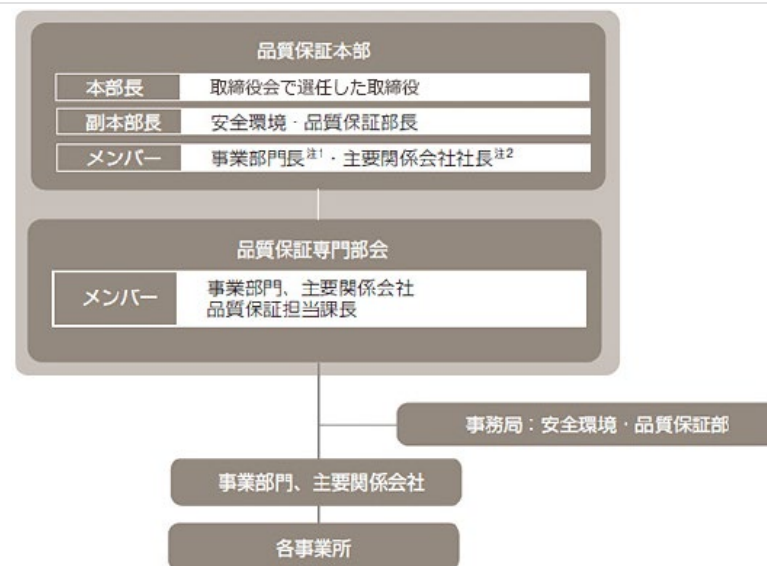 品質保証本部
本部長 取締役会で選任した取締役
副本部長 安全環境・品質保証部長
メンバー 事業部門長注1・主要関係会社社長注2
品質保証専門部会
メンバー 事業部門、主要関係会社
品質保証担当課長
事務局：安全環境・品質保証部
事業部門、主要関係会社
各事業所